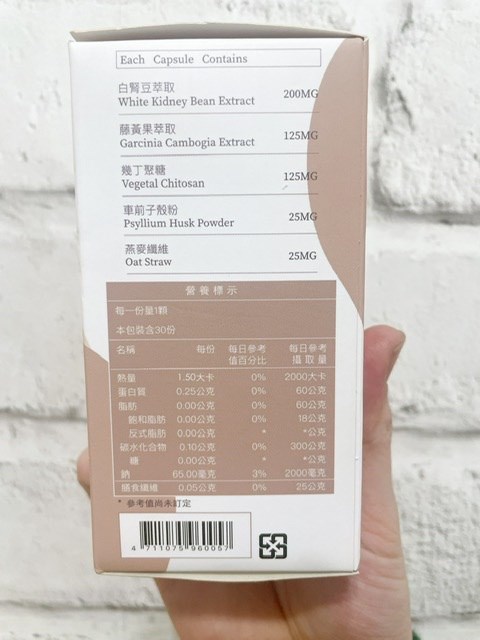 Each Capsule Contains
白腎豆萃取
White Kidney Bean Extract 200MG
藤黃果萃取
Garcinia Cambogia Extract 125MG
幾丁聚糖
Vegetal Chitosan 125MG
車前子殼粉
Psyllium Husk Powder 25MG
燕麥纖維
Oat Straw 25MG
營養標示
每一份量1顆
本包裝含30份
名稱 每份 每日參考值百分比 每日參考攝取量
熱量 1.50大卡 0% 2000大卡
蛋白質 0.25公克 0% 60公克
脂肪 0.00公克 0% 60公克
飽和脂肪 0.00公克 0% 18公克
反式脂肪 0.00公克 * *公克
碳水化合物 0.10公克 0% 300公克
糖 0.00公克 * *公克
鈉 65.00毫克 3% 2000毫克
膳食纖維 0.05公克 0% 25公克
* 參考值尚未訂定
4 711075 960057